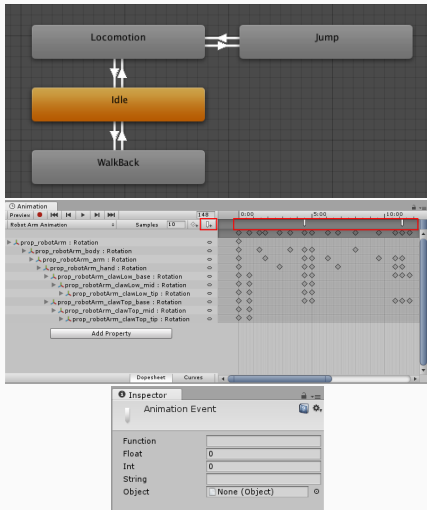 Locomotion
Jump
Idle
WalkBack
Animation
Preview 148 0:00 5:00 10:00
Robot Arm Animation Samples 10
prop_robotArm : Rotation
prop_robotArm_body : Rotation
prop_robotArm_arm : Rotation
prop_robotArm_hand : Rotation
prop_robotArm_clawLow_base : Rotation
prop_robotArm_clawLow_mid : Rotation
prop_robotArm_clawLow_tip : Rotation
prop_robotArm_clawTop_base : Rotation
prop_robotArm_clawTop_mid : Rotation
prop_robotArm_clawTop_tip : Rotation
Add Property
Dopesheet Curves
Inspector
Animation Event
Function
Float 0
Int 0
String
Object None (Object)